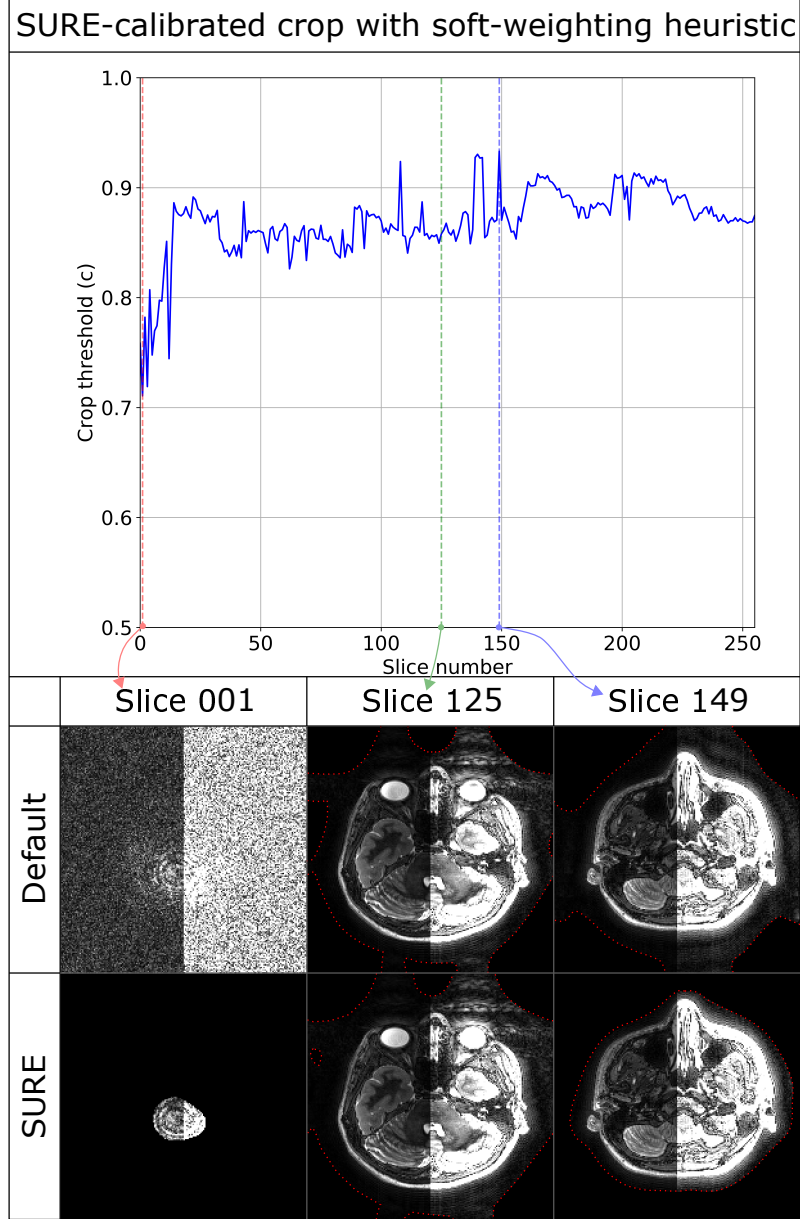 SURE-calibrated crop with soft-weighting heuristic
1.0
0.9
0.8
0.7
0.6
0.5
Crop threshold (c)
0 50 100 150 200 250
Slice number
Slice 001 Slice 125 Slice 149
Default
SURE